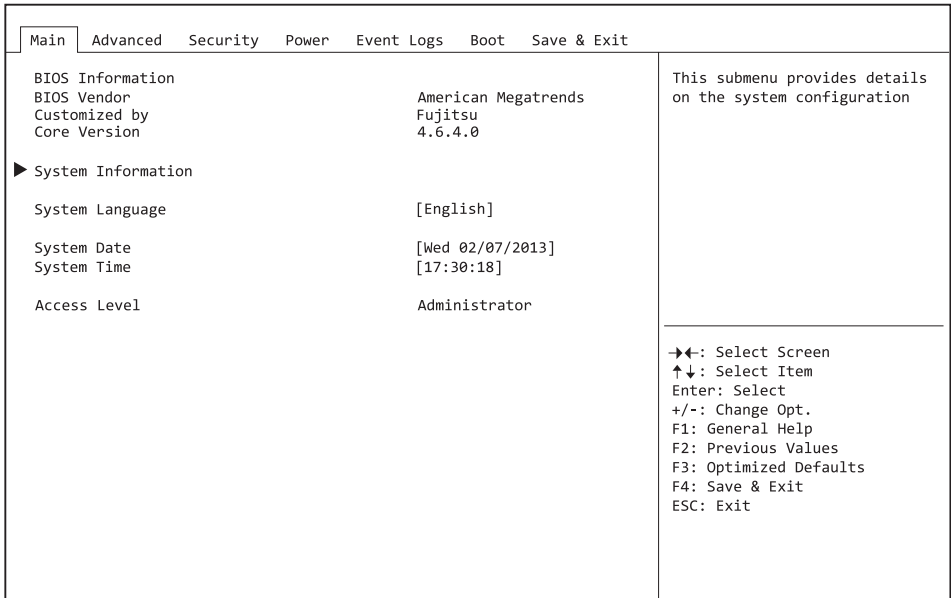 Main Advanced Security Power Event Logs Boot Save & Exit
BIOS Information
BIOS Vendor American Megatrends
Customized by Fujitsu
Core Version 4.6.4.0
System Information
System Language [English]
System Date [Wed 02/07/2013]
System Time [17:30:18]
Access Level Administrator
This submenu provides details
on the system configuration
→←: Select Screen
↑↓: Select Item
Enter: Select
+/-: Change Opt.
F1: General Help
F2: Previous Values
F3: Optimized Defaults
F4: Save & Exit
ESC: Exit